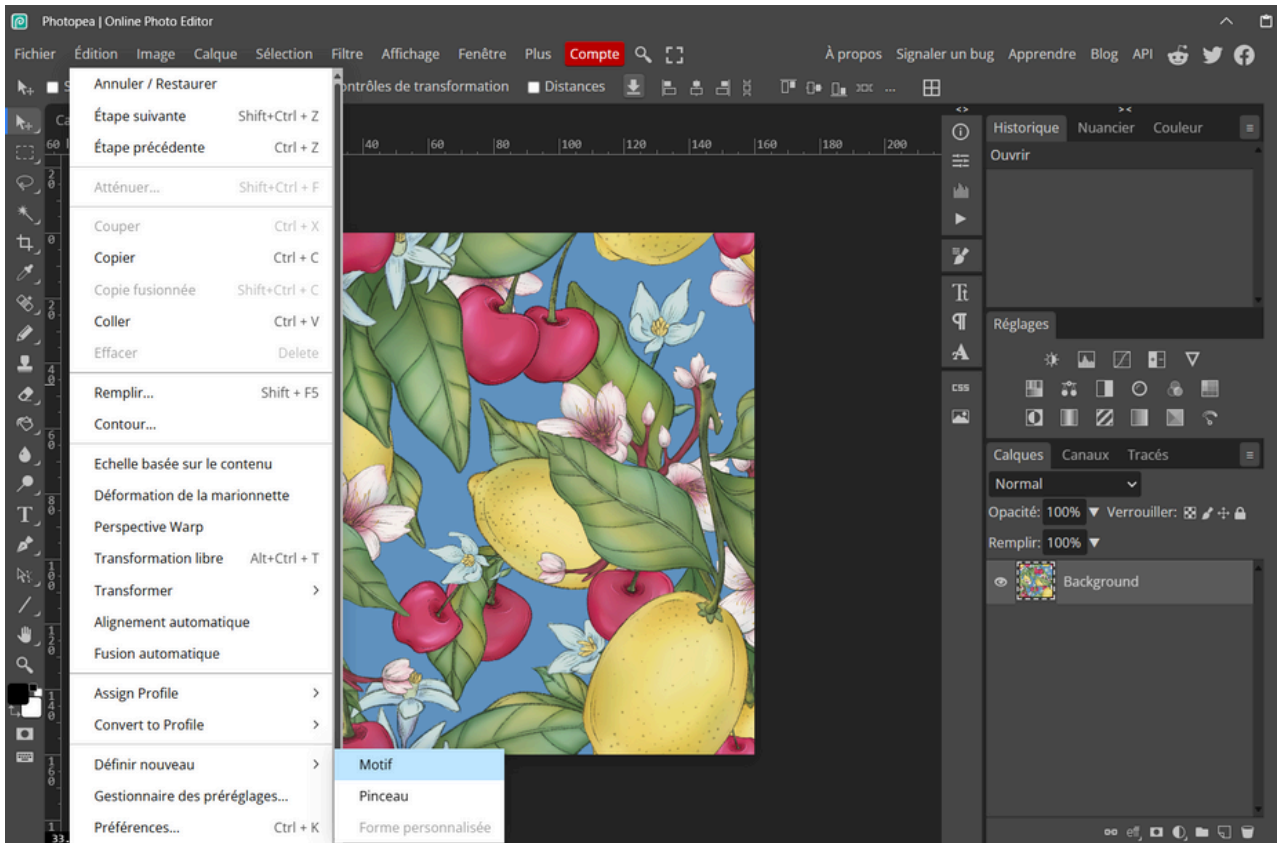 Photopea | Online Photo Editor
Fichier Édition Image Calque Sélection Filtre Affichage Fenêtre Plus Compte À propos Signaler un bug Apprendre Blog API
ontrôles de transformation Distances
Annuler / Restaurer
Étape suivante Shift+Ctrl + Z
Étape précédente Ctrl + Z
Atténuer... Shift+Ctrl + F
Couper Ctrl + X
Copier Ctrl + C
Copie fusionnée Shift+Ctrl + C
Coller Ctrl + V
Effacer Delete
Remplir... Shift + F5
Contour...
Echelle basée sur le contenu
Déformation de la marionnette
Perspective Warp
Transformation libre Alt+Ctrl + T
Transformer
Alignement automatique
Fusion automatique
Assign Profile
Convert to Profile
Définir nouveau
Gestionnaire des préréglages...
Préférences... Ctrl + K
Motif
Pinceau
Forme personnalisée
40 60 80 100 120 140 160 180 200
CSS
Historique Nuancier Couleur
Ouvrir
Réglages
Calques Canaux Tracés
Normal
Opacité: 100% Verrouiller:
Remplir: 100%
Background